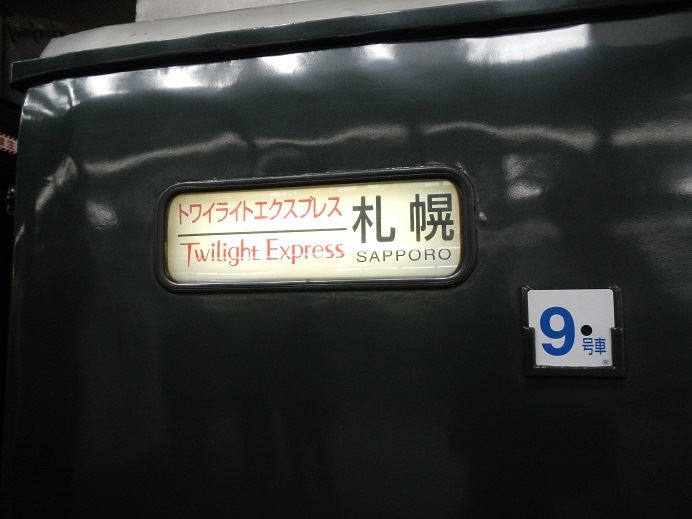 トワイライトエクスプレス
Twilight Express
札幌
SAPPORO
9
号車